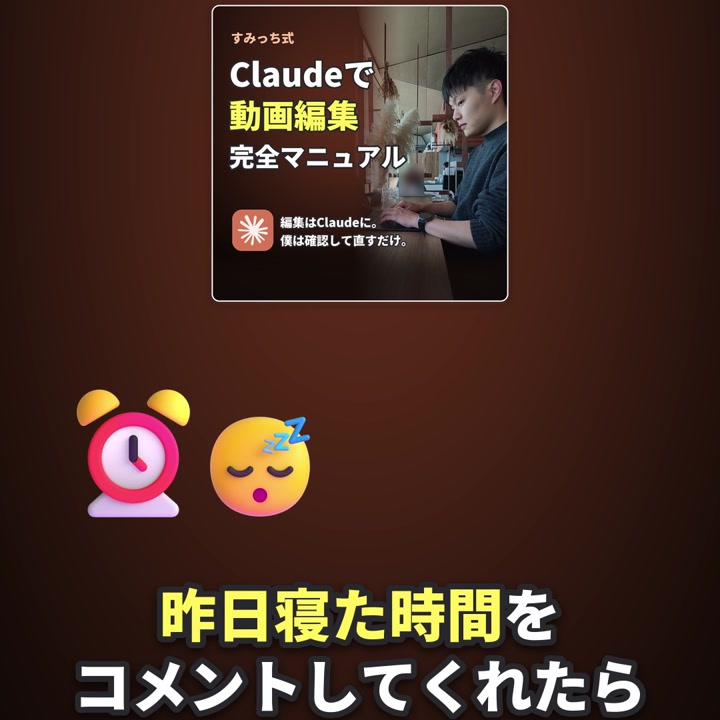 すみっち式
Claudeで
動画編集
完全マニュアル
編集はClaudeに。
僕は確認して直すだけ。
昨日寝た時間を
コメントしてくれたら